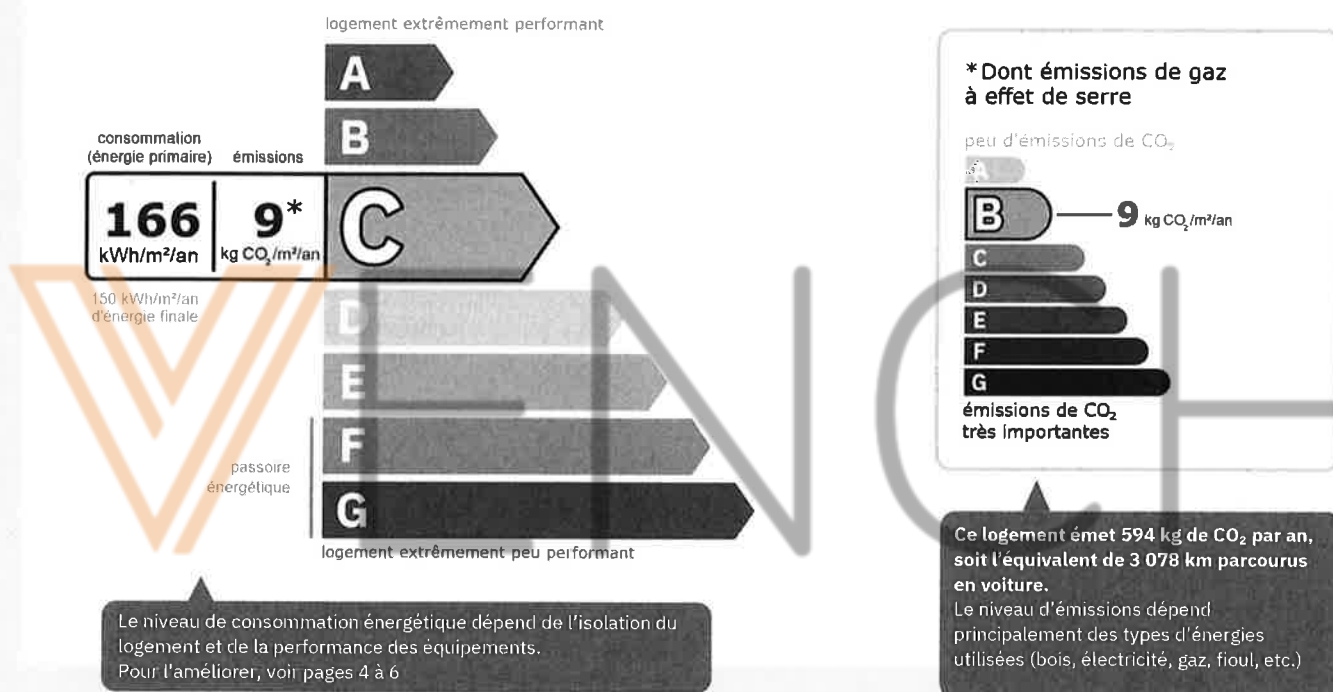 logement extrêmement performant
A
B
consommation
(énergie primaire)
émissions
166
kWh/m²/an
9*
kg CO₂/m²/an
C
150 kWh/m²/an
d'énergie finale
D
E
F
passoire
énergétique
G
logement extrêmement peu performant
Le niveau de consommation énergétique dépend de l'isolation du
logement et de la performance des équipements.
Pour l'améliorer, voir pages 4 à 6
*Dont émissions de gaz
à effet de serre
peu d'émissions de CO₂
A
B
9 kg CO₂/m²/an
C
D
E
F
G
émissions de CO₂
très importantes
Ce logement émet 594 kg de CO₂ par an,
soit l'équivalent de 3 078 km parcourus
en voiture.
Le niveau d'émissions dépend
principalement des types d'énergies
utilisées (bois, électricité, gaz, fioul, etc.)
VENCH